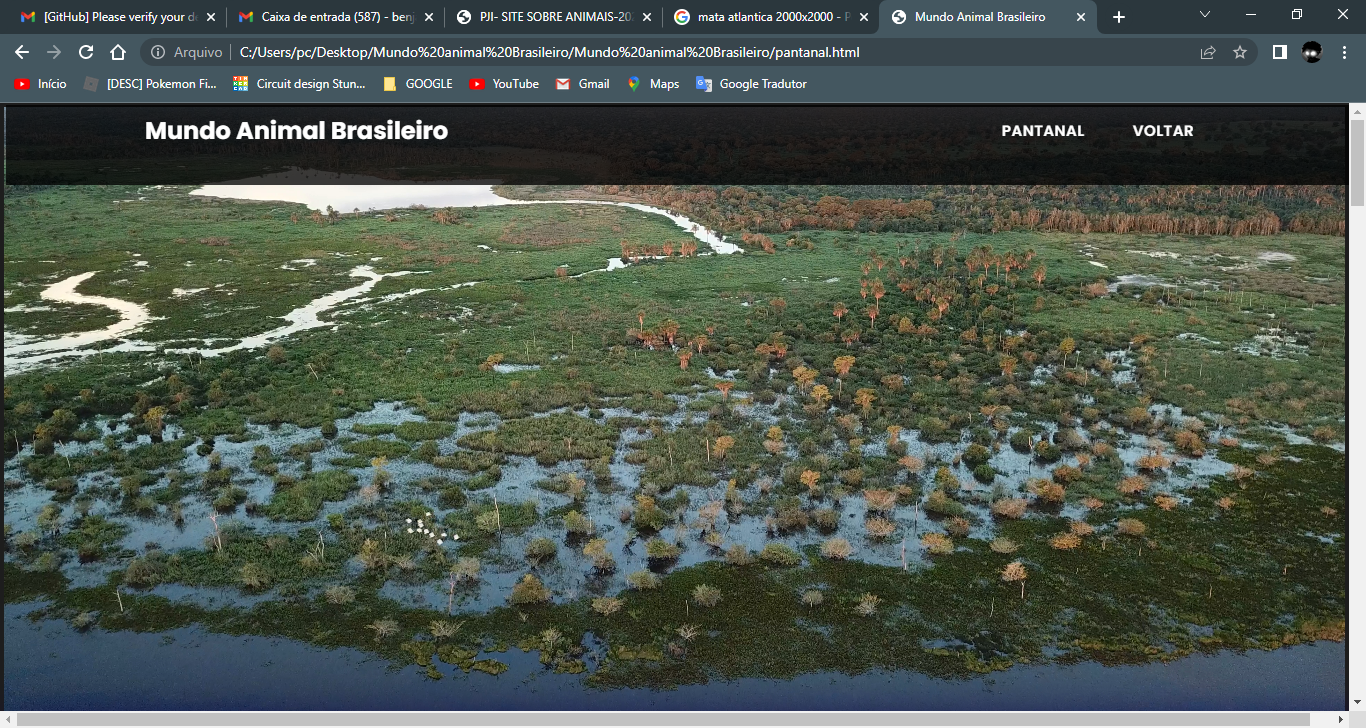 [GitHub] Please verify your de
Caixa de entrada (587) - benj
PJI- SITE SOBRE ANIMAIS-202
mata atlantica 2000x2000 - P
Mundo Animal Brasileiro
Arquivo C:/Users/pc/Desktop/Mundo%20animal%20Brasileiro/Mundo%20animal%20Brasileiro/pantanal.html
Início
[DESC] Pokemon Fi...
Circuit design Stun...
GOOGLE
YouTube
Gmail
Maps
Google Tradutor
Mundo Animal Brasileiro
PANTANAL
VOLTAR